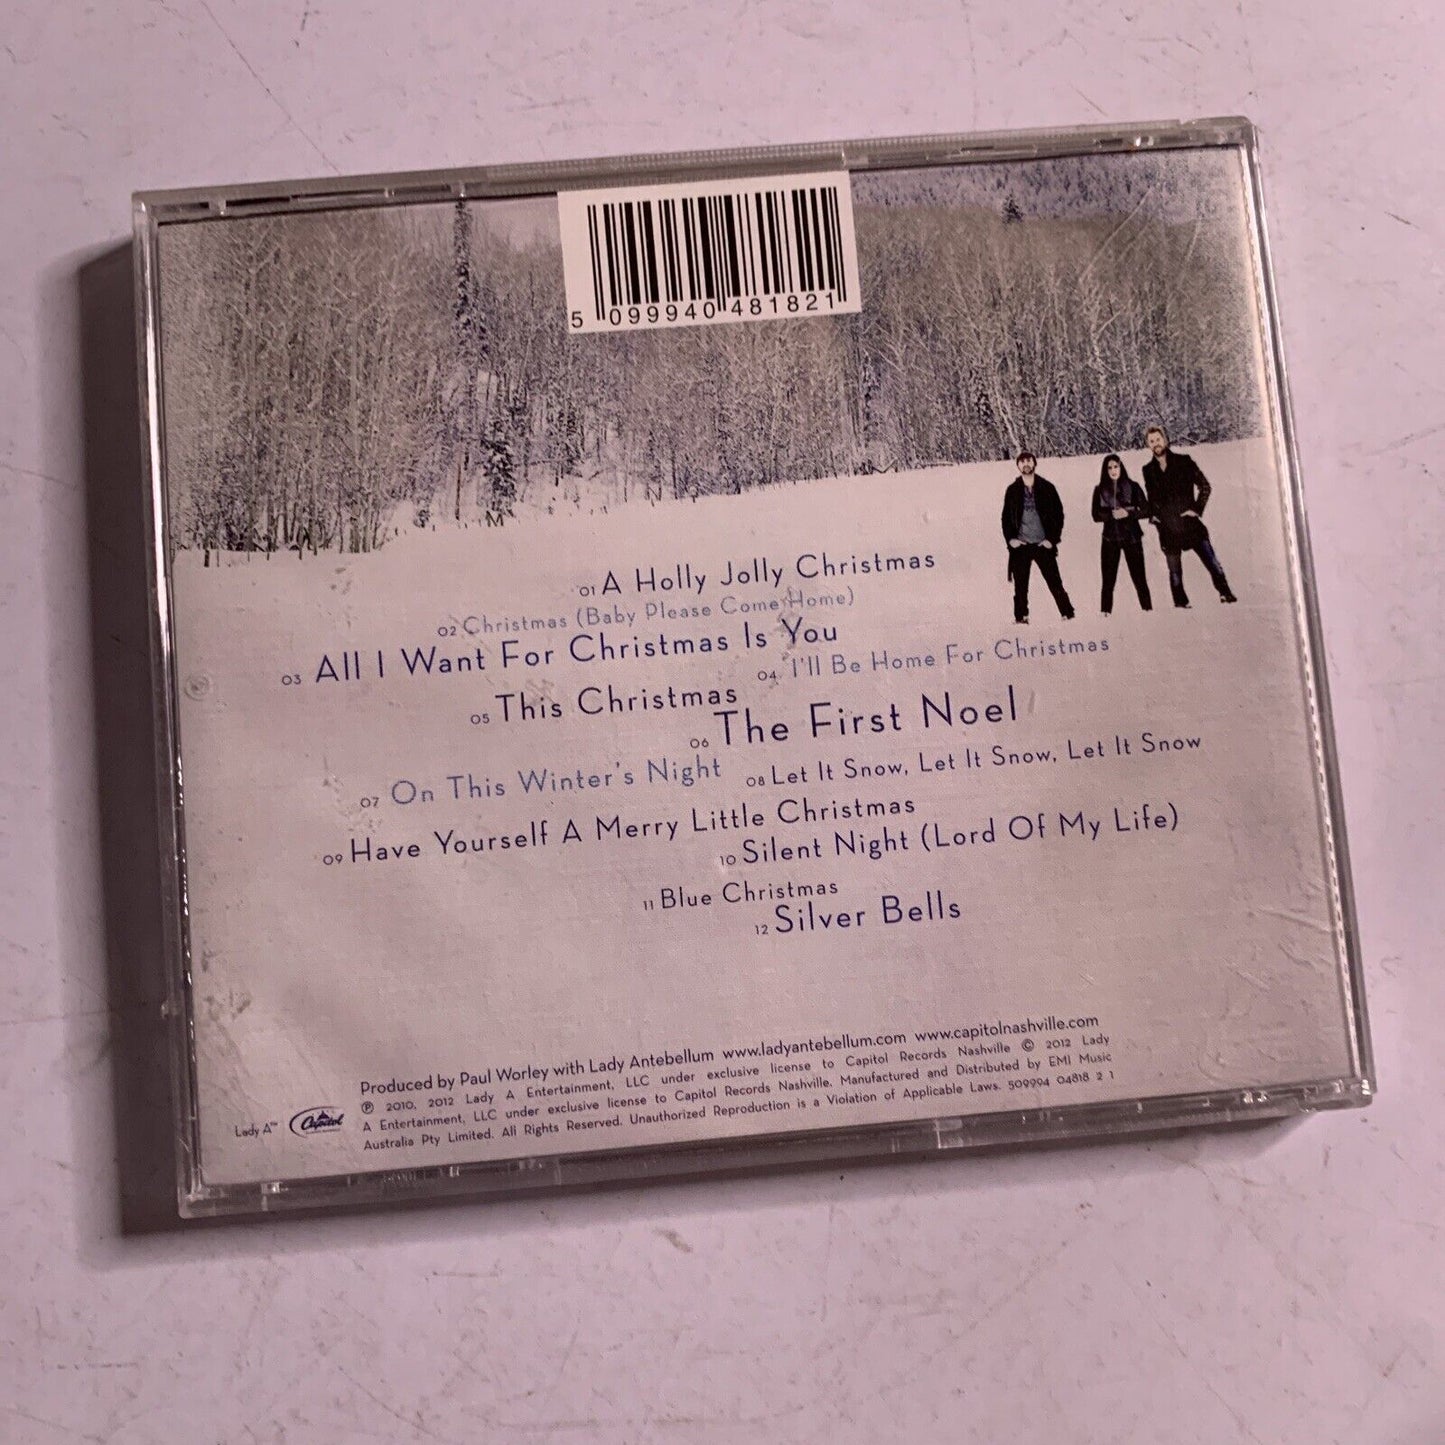 5 099940 481821
01 A Holly Jolly Christmas
02 Christmas (Baby Please Come Home)
03 All I Want For Christmas Is You
04 I'll Be Home For Christmas
05 This Christmas
06 The First Noel
07 On This Winter's Night
08 Let It Snow, Let It Snow, Let It Snow
09 Have Yourself A Merry Little Christmas
10 Silent Night (Lord Of My Life)
11 Blue Christmas
12 Silver Bells
Produced by Paul Worley with Lady Antebellum www.ladyantebellum.com www.capitolnashville.com
℗ 2010, 2012 Lady A Entertainment, LLC under exclusive license to Capitol Records Nashville © 2012 Lady
A Entertainment, LLC under exclusive license to Capitol Records Nashville. Manufactured and Distributed by EMI Music
Australia Pty Limited. All Rights Reserved. Unauthorized Reproduction is a Violation of Applicable Laws. 509994 04818 2 1
Lady A™
Capitol